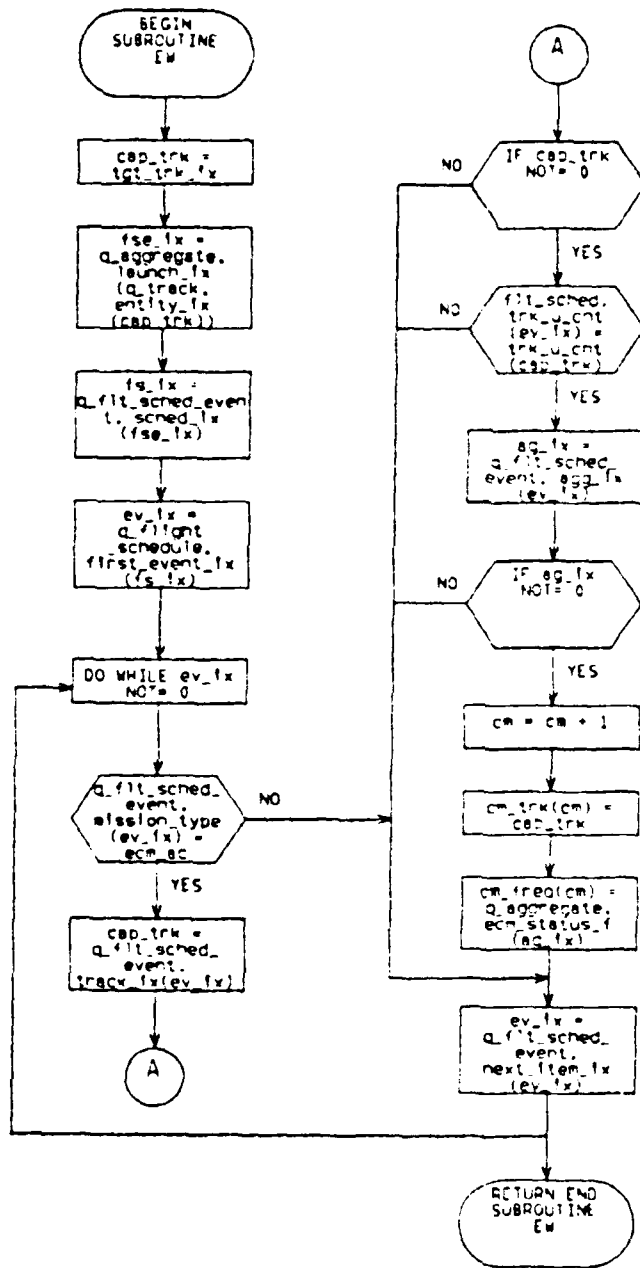 BEGIN
SUBROUTINE
EW
cap_trk =
tgt_trk_fx
fse_fx =
q_aggregate.
launch_fx
(q_track.
entity_fx
(cap_trk))
fs_fx =
q_flt_sched_even
t. sched_fx
(fse_fx)
ev_fx =
q_flight
_schedule.
first_event_fx
(fs_fx)
DO WHILE ev_fx
NOT= 0
q_flt_sched_
event.
mission_type
(ev_fx) =
ecm_ac
NO
YES
cap_trk =
q_flt_sched_
event.
track_fx(ev_fx)
A
A
IF cap_trk
NOT= 0
NO
YES
flt_sched.
trk_u_cnt
(ev_fx) =
trk_u_cnt
(cap_trk)
NO
YES
ag_fx =
q_flt_sched_
event. agg_fx
(ev_fx)
IF ag_fx
NOT= 0
NO
YES
cm = cm + 1
cm_trk(cm) =
cap_trk
cm_freq(cm) =
q_aggregate.
ecm_status_f
(ag_fx)
ev_fx =
q_flt_sched_
event.
next_item_fx
(ev_fx)
RETURN END
SUBROUTINE
EW